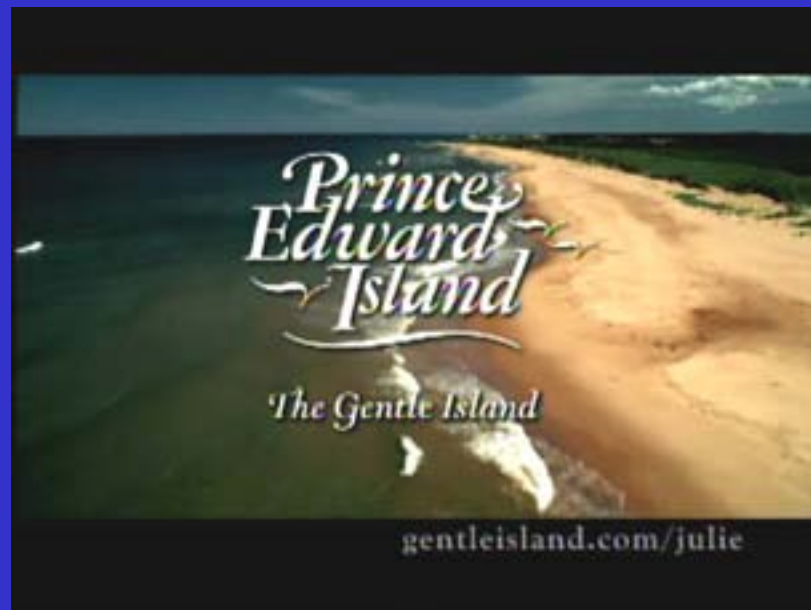 Prince
Edward
Island
The Gentle Island
gentleisland.com/julie